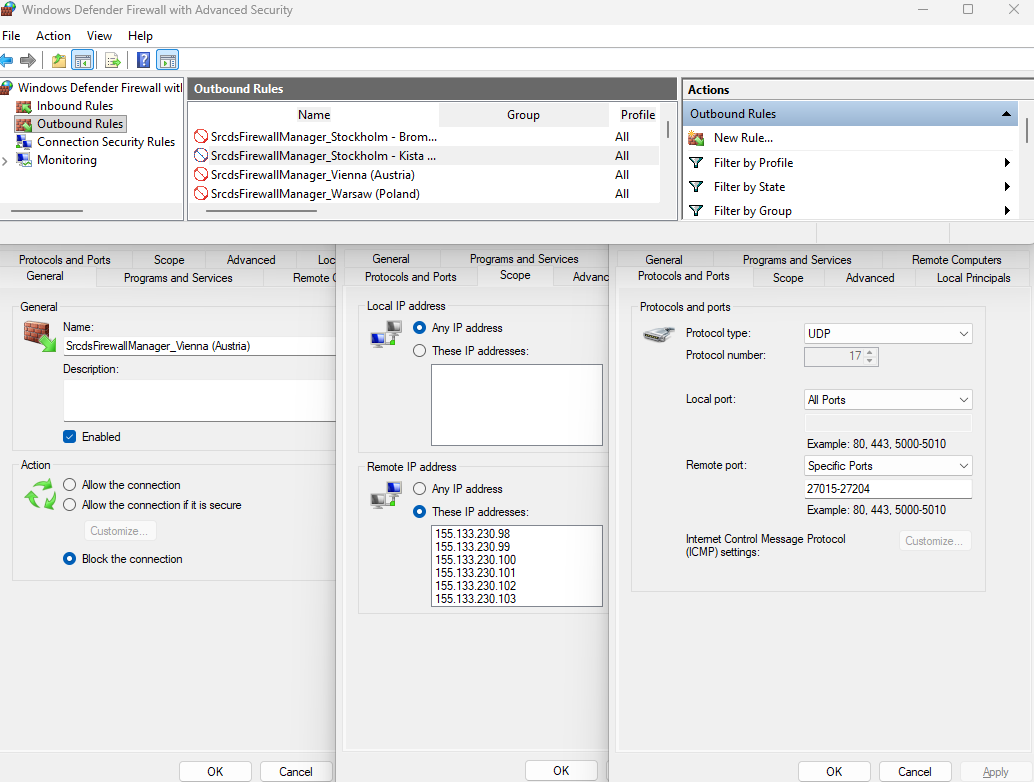 Windows Defender Firewall with Advanced Security
File Action View Help
Windows Defender Firewall witl
Inbound Rules
Outbound Rules
Connection Security Rules
Monitoring
Outbound Rules
Name Group Profile
SrcdsFirewallManager_Stockholm - Brom... All
SrcdsFirewallManager_Stockholm - Kista ... All
SrcdsFirewallManager_Vienna (Austria) All
SrcdsFirewallManager_Warsaw (Poland) All
Actions
Outbound Rules
New Rule...
Filter by Profile
Filter by State
Filter by Group
Protocols and Ports Scope Advanced Loc
General Programs and Services Remote C
General
Name:
SrcdsFirewallManager_Vienna (Austria)
Description:
Enabled
Action
Allow the connection
Allow the connection if it is secure
Customize...
Block the connection
OK Cancel
General Programs and Services
Protocols and Ports Scope Advanc
Local IP address
Any IP address
These IP addresses:
Remote IP address
Any IP address
These IP addresses:
155.133.230.98
155.133.230.99
155.133.230.100
155.133.230.101
155.133.230.102
155.133.230.103
OK
General Programs and Services Remote Computers
Protocols and Ports Scope Advanced Local Principals
Protocols and ports
Protocol type: UDP
Protocol number: 17
Local port: All Ports
Example: 80, 443, 5000-5010
Remote port: Specific Ports
27015-27204
Example: 80, 443, 5000-5010
Internet Control Message Protocol
(ICMP) settings:
Customize...
OK Cancel Apply